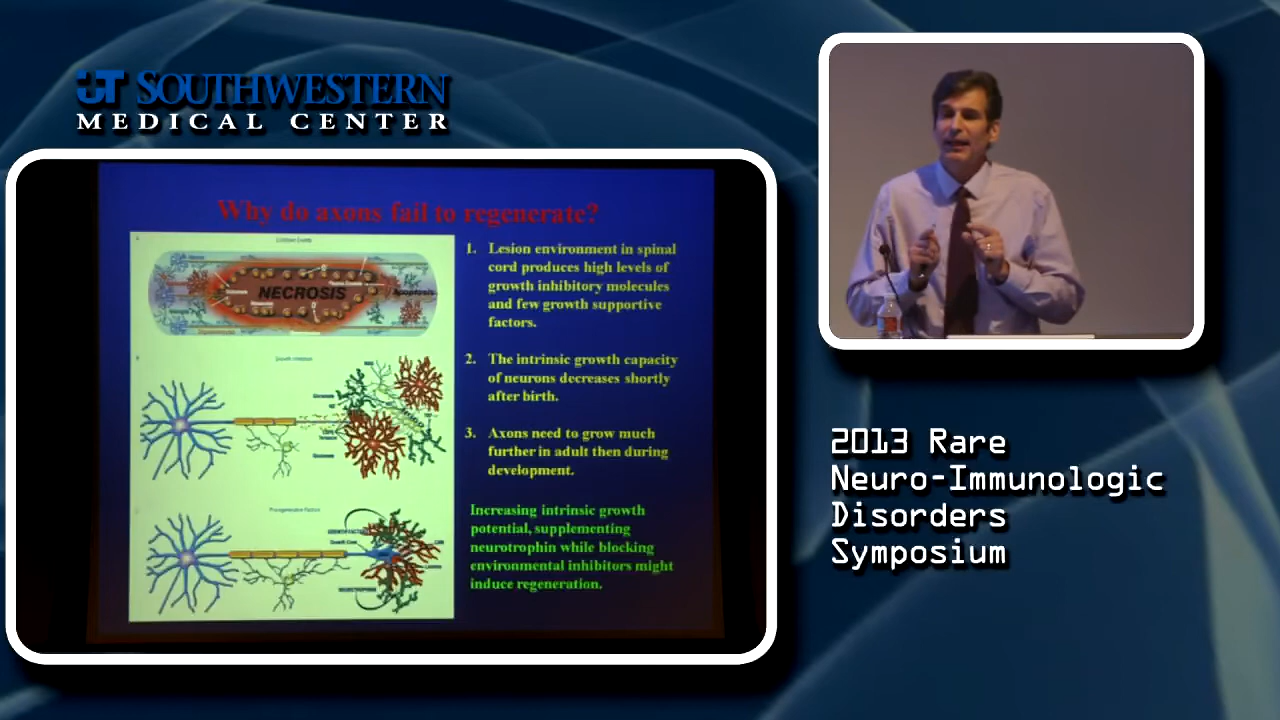 UT SOUTHWESTERN
MEDICAL CENTER
Why do axons fail to regenerate?
NECROSIS
Apoptosis
1. Lesion environment in spinal
cord produces high levels of
growth inhibitory molecules
and few growth supportive
factors.
2. The intrinsic growth capacity
of neurons decreases shortly
after birth.
3. Axons need to grow much
further in adult then during
development.
Increasing intrinsic growth
potential, supplementing
neurotrophin while blocking
environmental inhibitors might
induce regeneration.
2013 Rare
Neuro-Immunologic
Disorders
Symposium